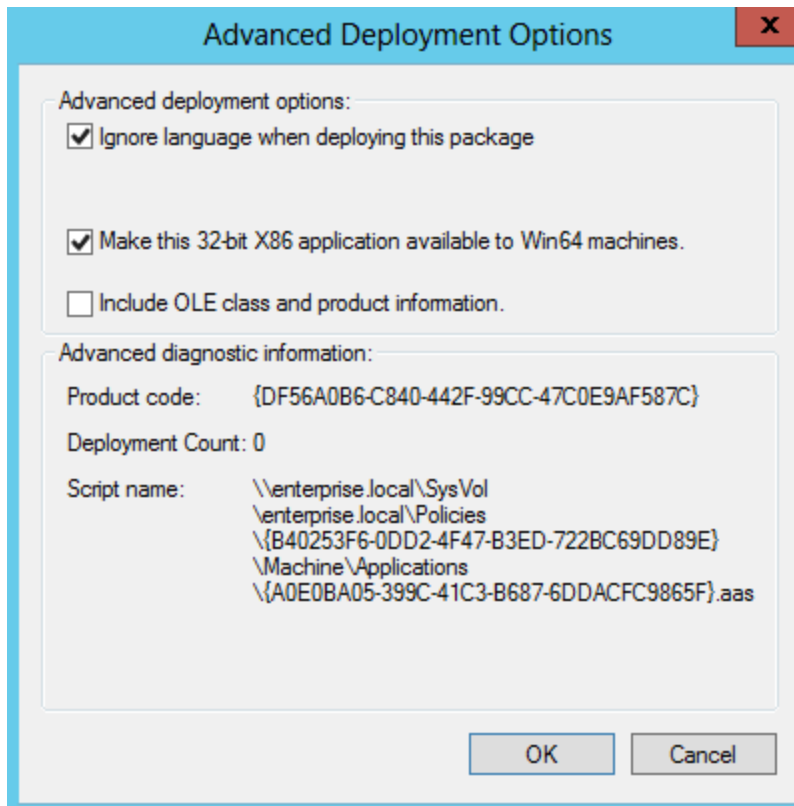 Advanced Deployment Options
x
Advanced deployment options:
Ignore language when deploying this package
Make this 32-bit X86 application available to Win64 machines.
Include OLE class and product information.
Advanced diagnostic information:
Product code: {DF56A0B6-C840-442F-99CC-47C0E9AF587C}
Deployment Count: 0
Script name: \\enterprise.local\SysVol
\enterprise.local\Policies
\{B40253F6-0DD2-4F47-B3ED-722BC69DD89E}
\Machine\Applications
\{A0E0BA05-399C-41C3-B687-6DDACFC9865F}.aas
OK Cancel